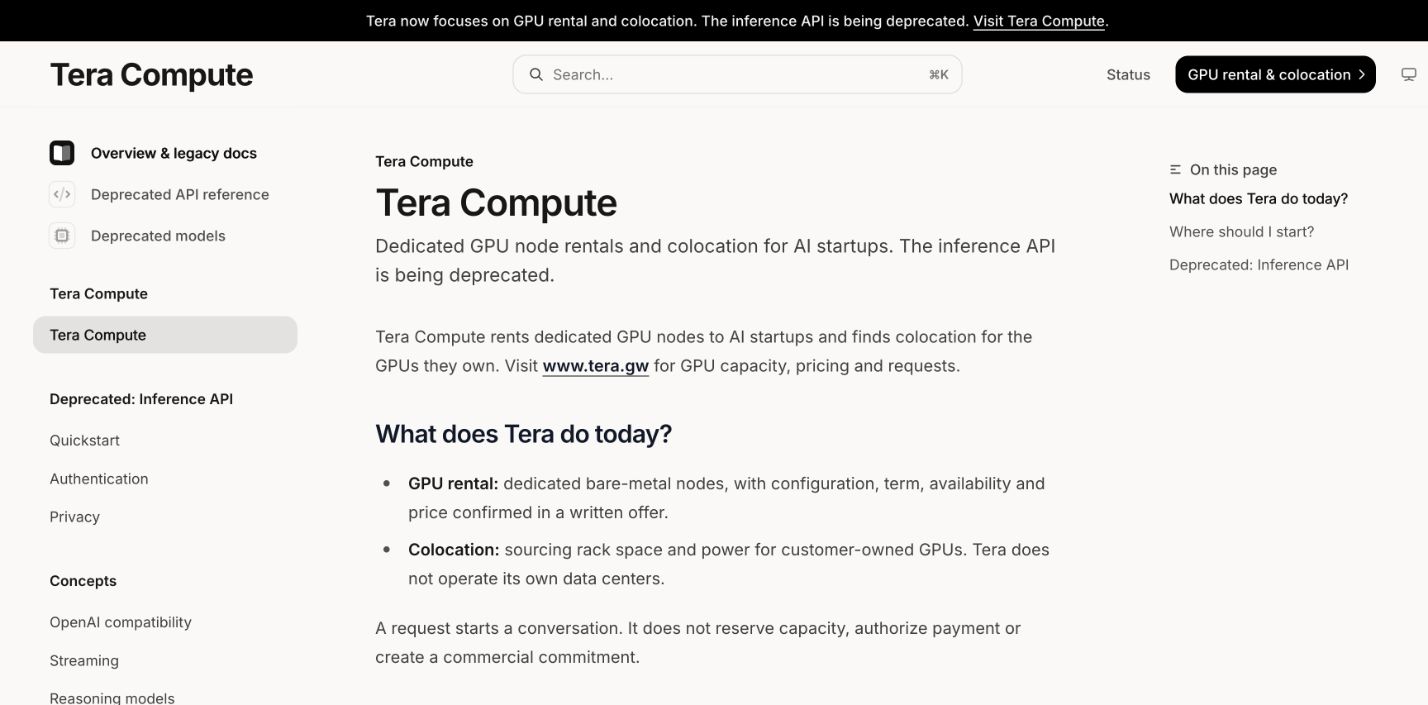 Tera now focuses on GPU rental and colocation. The inference API is being deprecated. Visit Tera Compute.
Tera Compute
Search...
⌘K
Status
GPU rental & colocation
Overview & legacy docs
Deprecated API reference
Deprecated models
Tera Compute
Tera Compute
Deprecated: Inference API
Quickstart
Authentication
Privacy
Concepts
OpenAI compatibility
Streaming
Reasoning models
Tera Compute
Tera Compute
Dedicated GPU node rentals and colocation for AI startups. The inference API
is being deprecated.
Tera Compute rents dedicated GPU nodes to AI startups and finds colocation for the
GPUs they own. Visit www.tera.gw for GPU capacity, pricing and requests.
What does Tera do today?
• GPU rental: dedicated bare-metal nodes, with configuration, term, availability and
price confirmed in a written offer.
• Colocation: sourcing rack space and power for customer-owned GPUs. Tera does
not operate its own data centers.
A request starts a conversation. It does not reserve capacity, authorize payment or
create a commercial commitment.
On this page
What does Tera do today?
Where should I start?
Deprecated: Inference API